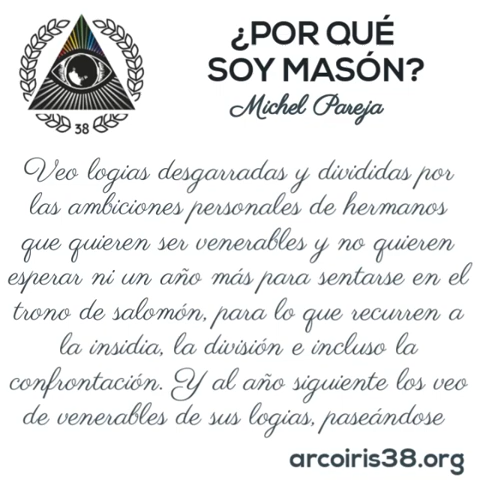 ¿POR QUÉ
SOY MASÓN?
Michel Pareja
38
Veo logias desgarradas y divididas por
las ambiciones personales de hermanos
que quieren ser venerables y no quieren
esperar ni un año más para sentarse en el
trono de salomón, para lo que recurren a
la insidia, la división e incluso la
confrontación. Y al año siguiente los veo
de venerables de sus logias, paseándose
arcoiris38.org